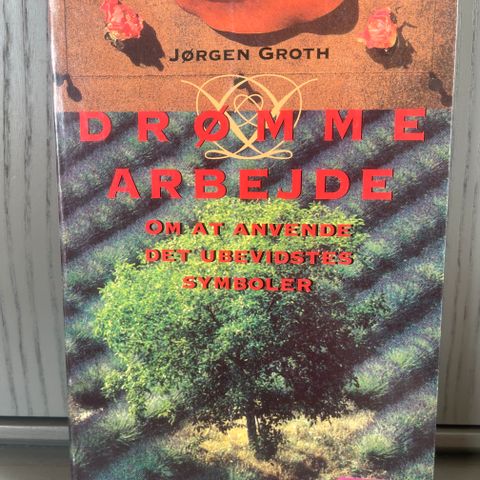 JØRGEN GROTH
DRØMME
ARBEJDE
OM AT ANVENDE
DET UBEVIDSTES
SYMBOLER